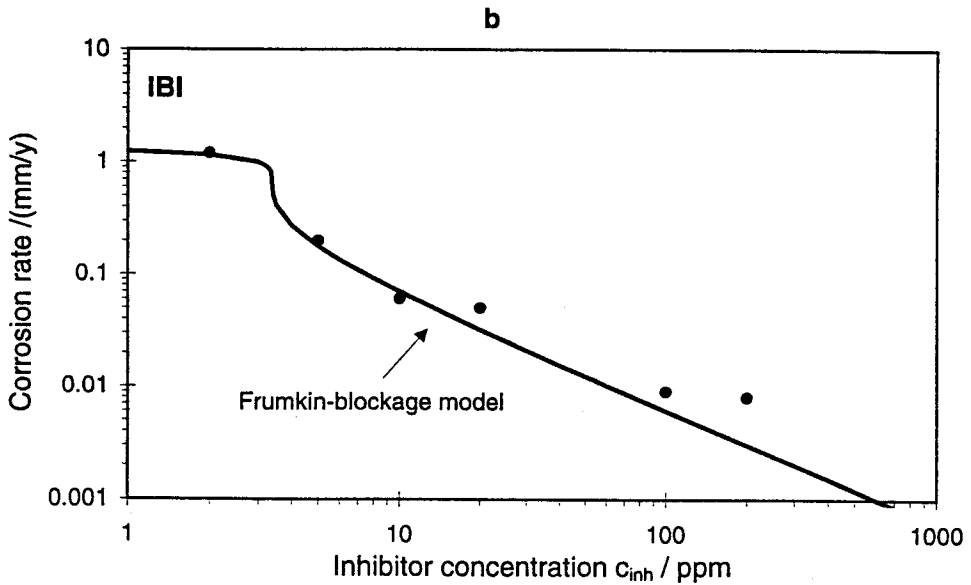 b
10
IBI
1
0.1
0.01
0.001
Corrosion rate /(mm/y)
Frumkin-blockage model
1
10
100
1000
Inhibitor concentration cinh / ppm